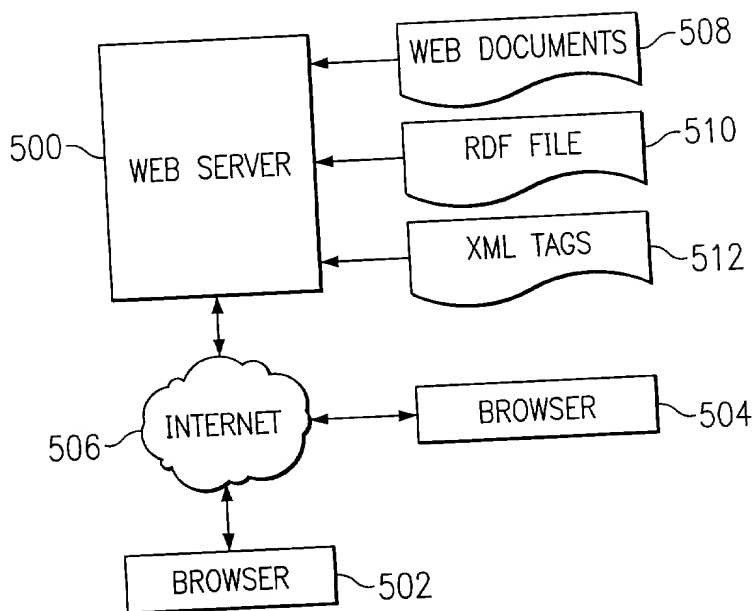 WEB DOCUMENTS
508
500
WEB SERVER
RDF FILE
510
XML TAGS
512
506
INTERNET
BROWSER
504
BROWSER
502